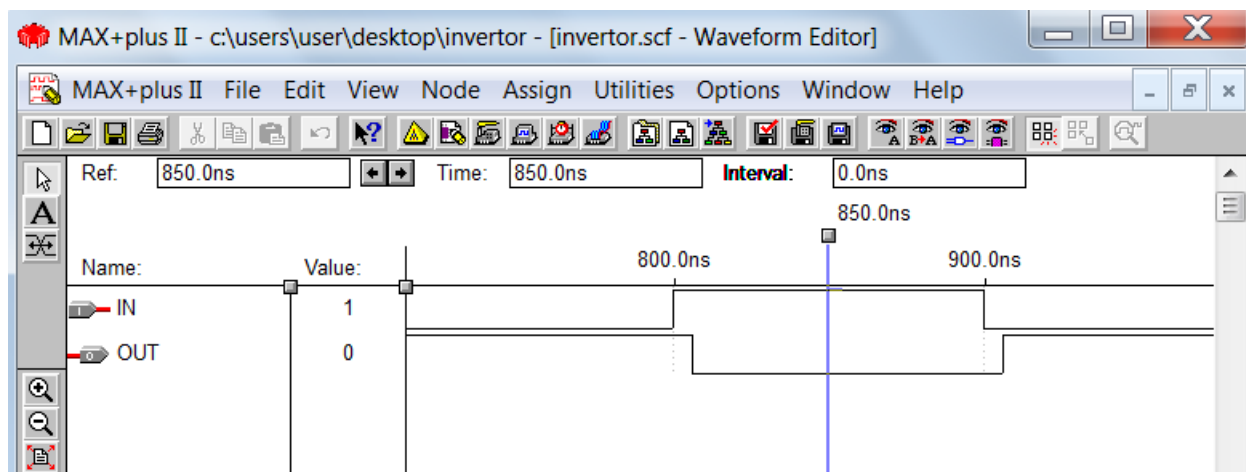 MAX+plus II - c:\users\user\desktop\invertor - [invertor.scf - Waveform Editor]
MAX+plus II File Edit View Node Assign Utilities Options Window Help
Ref: 850.0ns Time: 850.0ns Interval: 0.0ns
850.0ns
Name: Value: 800.0ns 900.0ns
IN 1
OUT 0